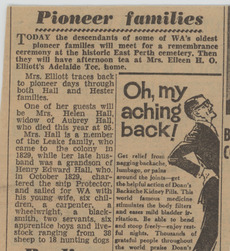 Pioneer families
TODAY the descendants of some of WA's oldest
pioneer families will meet for a remembrance
ceremony at the historic East Perth cemetery. Then
they will have afternoon tea at Mrs. Eileen H. O.
Elliott's Adelaide Tce. home.
Mrs. Elliott traces back
to pioneer days through
both Hall and Hester
families.
One of her guests will
be Mrs. Helen Hall,
widow of Aubrey Hall,
who died this year at 95.
Mrs. Hall is a member
of the Leake family, who
came to the colony in
1829, while her late hus-
band was a grandson of
Henry Edward Hall, who
in October 1829, char-
tered the ship Protector,
and sailed for WA with
his young wife, six chil-
dren, a carpenter, a
wheelwright, a black-
smith, two servants, six
apprentice boys and live-
stock ranging from 38
sheep to 18 hunting dogs
Oh, my
aching
back!
Get relief from
nagging backache,
lumbago, or pains
around the joints—get
the helpful action of Doan's
Backache Kidney Pills. This
world famous medicine
stimulates the body filters
and eases mild bladder ir-
ritation. Be able to bend
and stoop freely—enjoy rest-
ful nights. Thousands of
grateful people throughout
the world praise Doan's